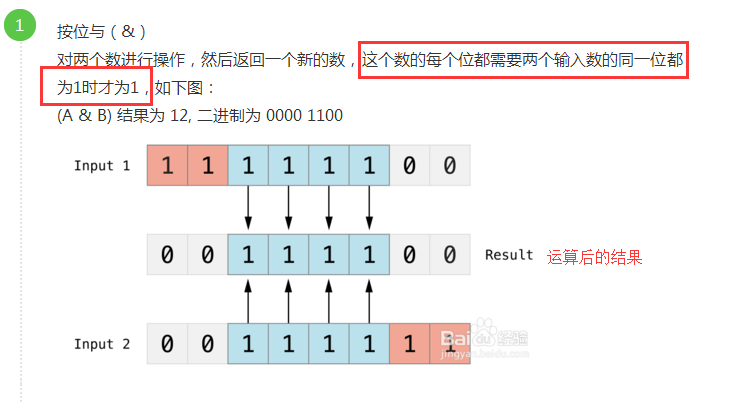 1
按位与（&）
对两个数进行操作，然后返回一个新的数，这个数的每个位都需要两个输入数的同一位都
为1时才为1，如下图：
(A & B) 结果为 12, 二进制为 0000 1100
Input 1 1 1 1 1 1 1 0 0
0 0 1 1 1 1 0 0 Result 运算后的结果
Input 2 0 0 1 1 1 1 1 1
Baidu经验
jingyan.baidu.com